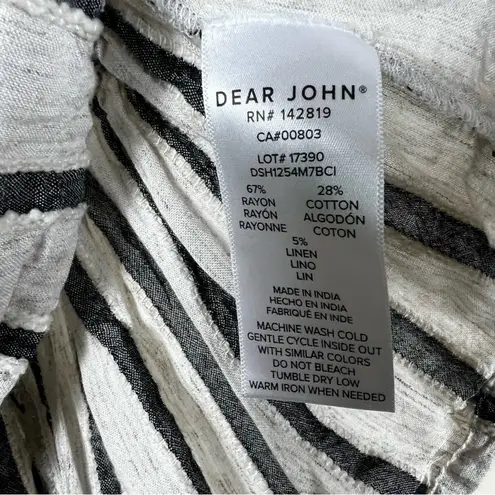 DEAR JOHN®
RN# 142819
CA#00803
LOT# 17390
DSH1254M7BCI
67% 28%
RAYON COTTON
RAYÓN ALGODÓN
RAYONNE COTON
5%
LINEN
LINO
LIN
MADE IN INDIA
HECHO EN INDIA
FABRIQUÉ EN INDE
MACHINE WASH COLD
GENTLE CYCLE INSIDE OUT
WITH SIMILAR COLORS
DO NOT BLEACH
TUMBLE DRY LOW
WARM IRON WHEN NEEDED